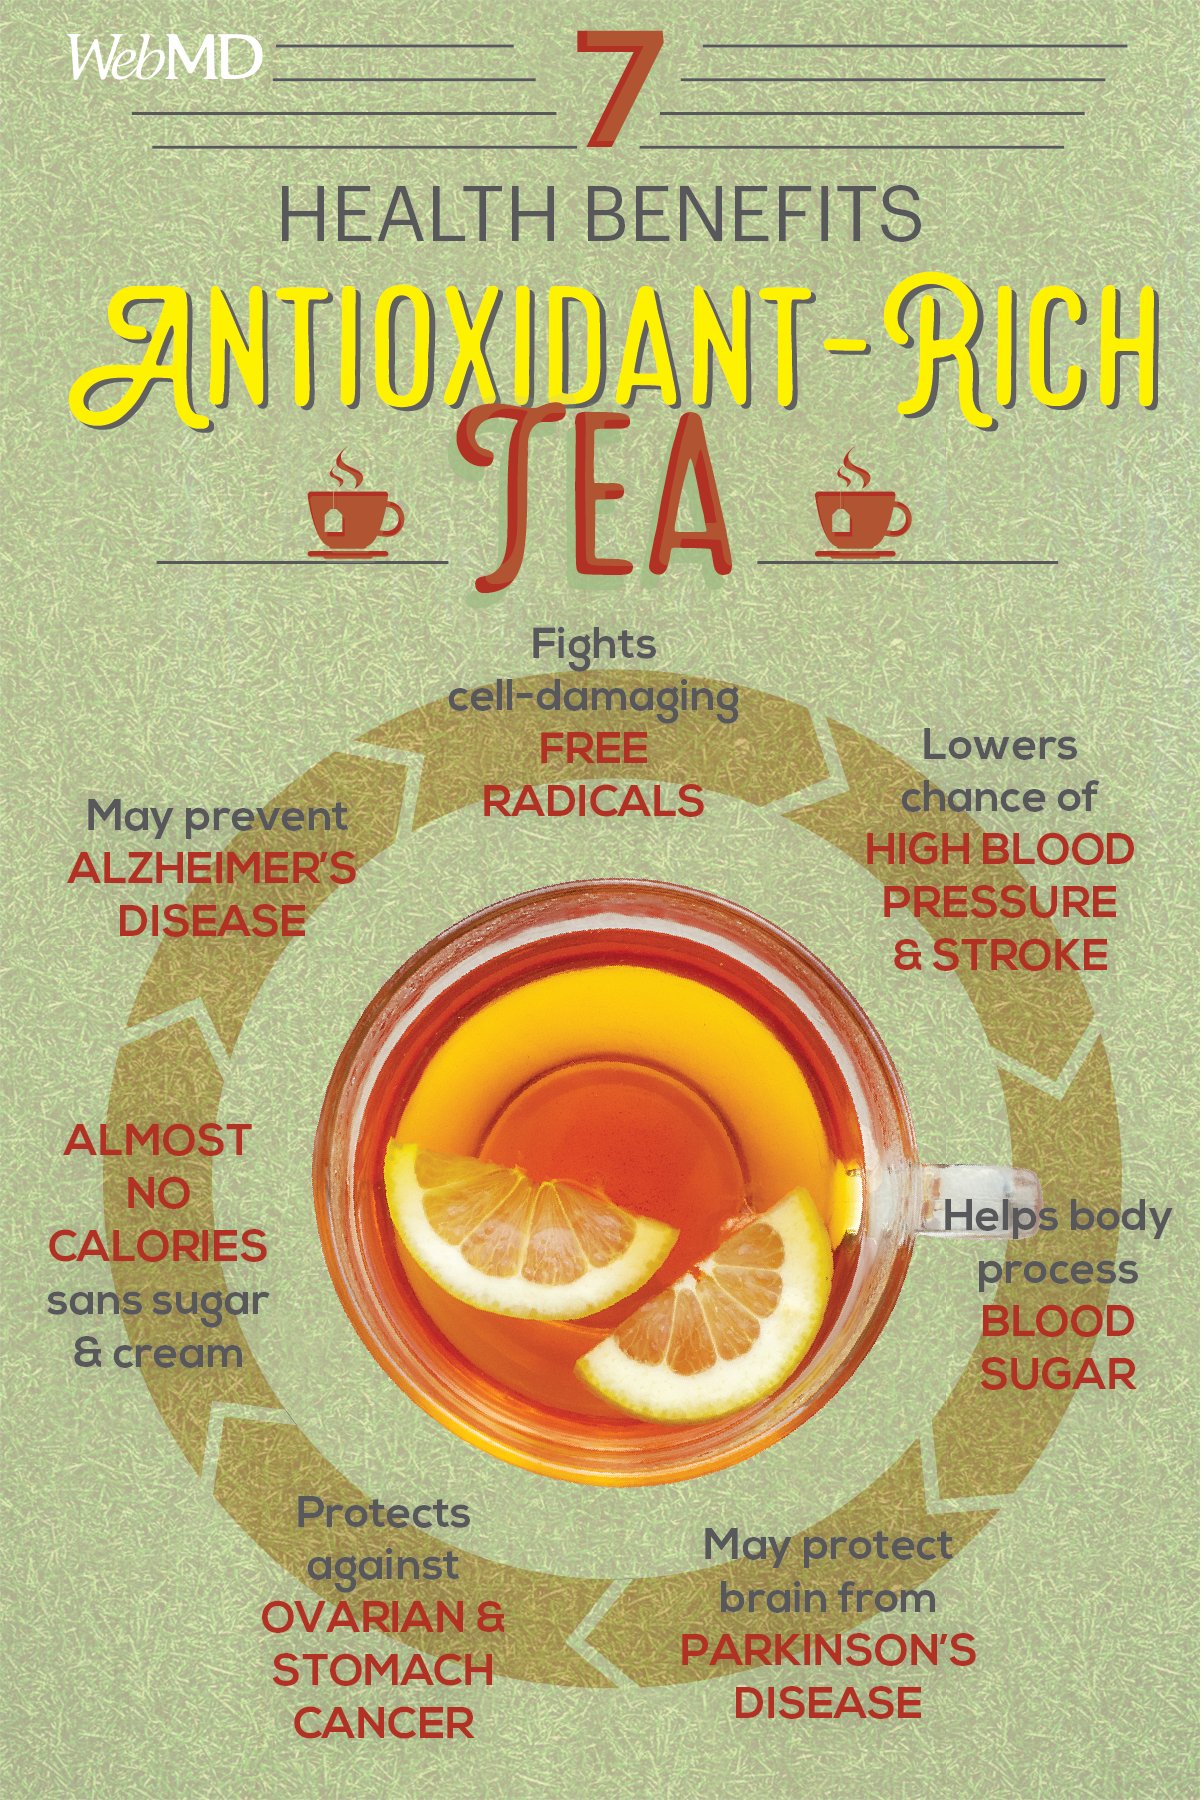 WebMD
7
HEALTH BENEFITS
ANTIOXIDANT-RICH
TEA
Fights
cell-damaging
FREE
RADICALS
Lowers
chance of
HIGH BLOOD
PRESSURE
& STROKE
Helps body
process
BLOOD
SUGAR
May protect
brain from
PARKINSON'S
DISEASE
Protects
against
OVARIAN &
STOMACH
CANCER
ALMOST
NO
CALORIES
sans sugar
& cream
May prevent
ALZHEIMER'S
DISEASE